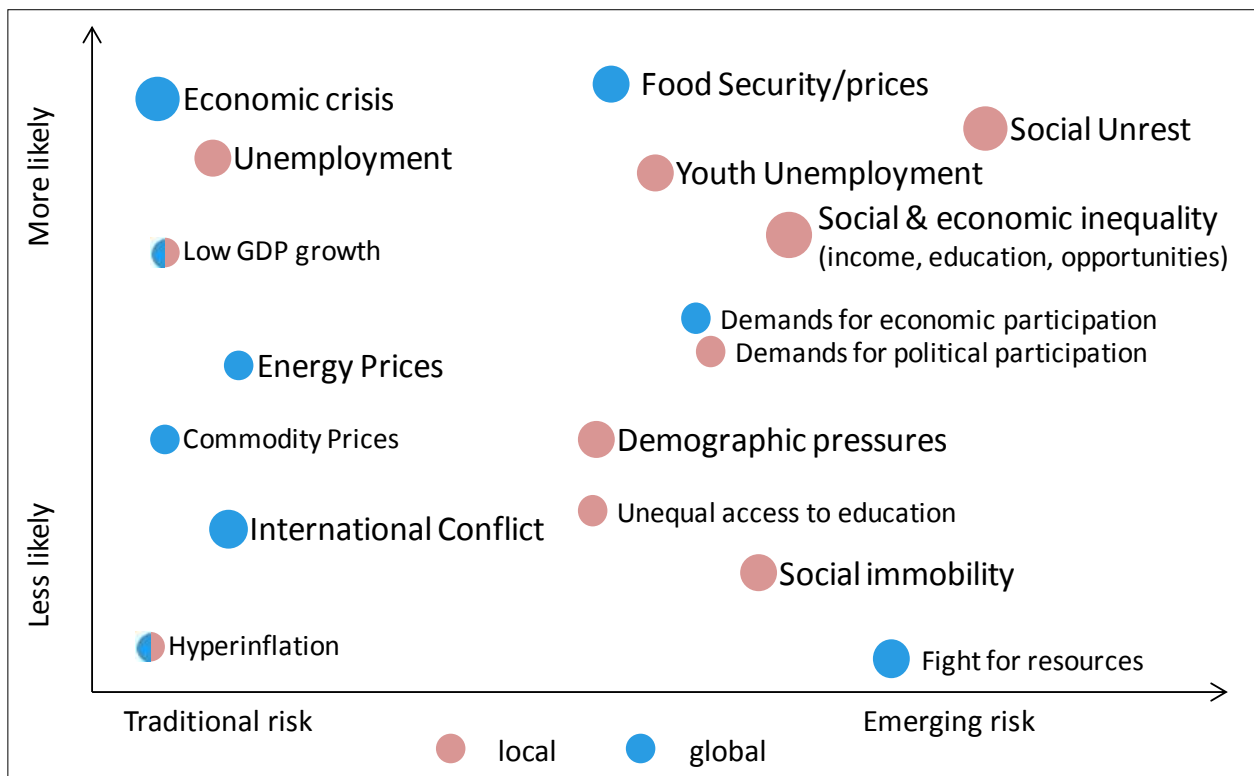 More likely
Less likely
Economic crisis
Food Security/prices
Social Unrest
Unemployment
Youth Unemployment
Social & economic inequality
(income, education, opportunities)
Low GDP growth
Demands for economic participation
Demands for political participation
Energy Prices
Commodity Prices
Demographic pressures
International Conflict
Unequal access to education
Social immobility
Hyperinflation
Fight for resources
Traditional risk
Emerging risk
local
global